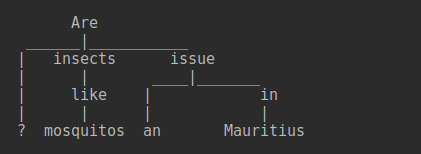 Are
insects issue
like in
? mosquitos an Mauritius